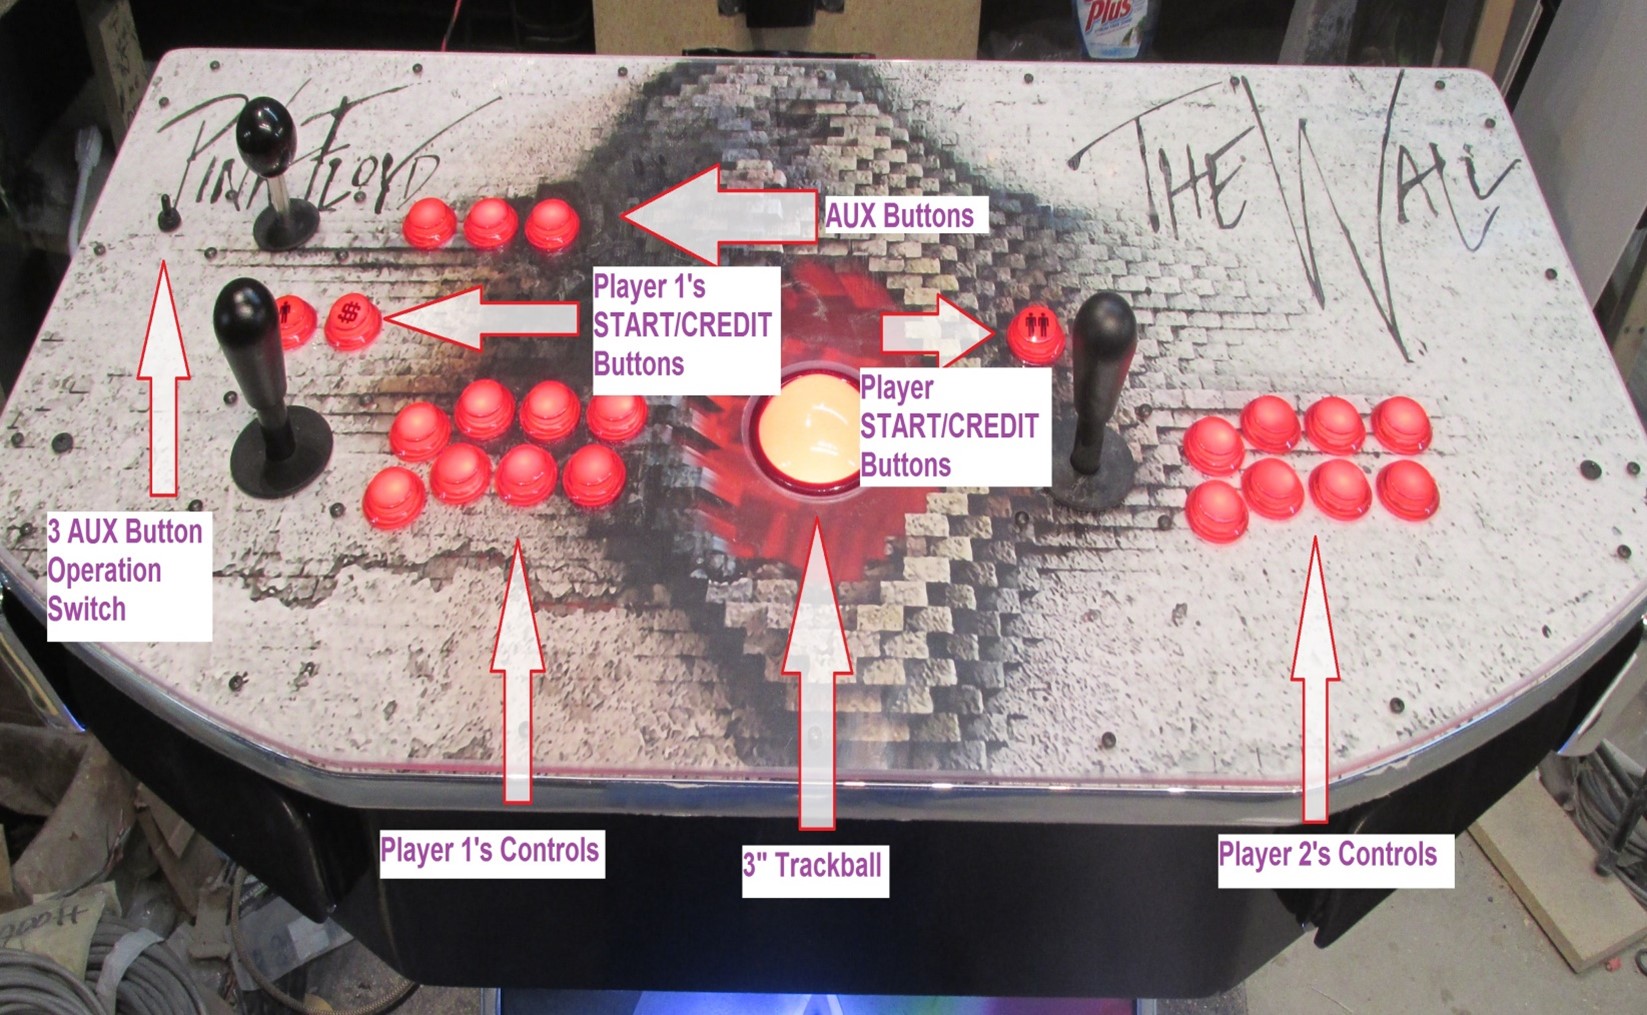 Plus
PINK FLOYD
THE WALL
AUX Buttons
Player 1's
START/CREDIT
Buttons
$
Player
START/CREDIT
Buttons
3 AUX Button
Operation
Switch
Player 1's Controls
3" Trackball
Player 2's Controls